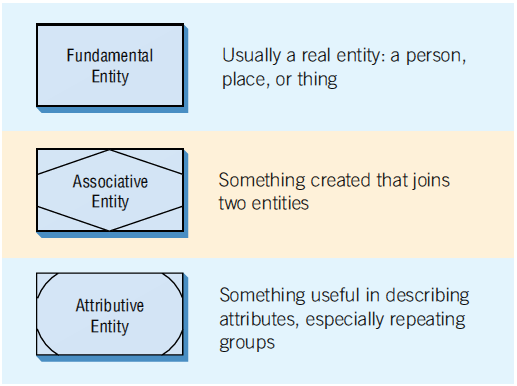 Fundamental
Entity
Usually a real entity: a person,
place, or thing
Associative
Entity
Something created that joins
two entities
Attributive
Entity
Something useful in describing
attributes, especially repeating
groups